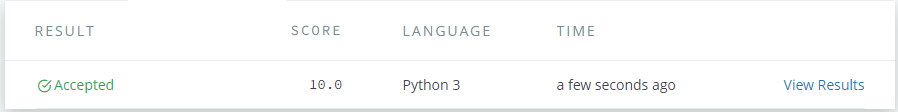 RESULT SCORE LANGUAGE TIME
Accepted 10.0 Python 3 a few seconds ago View Results